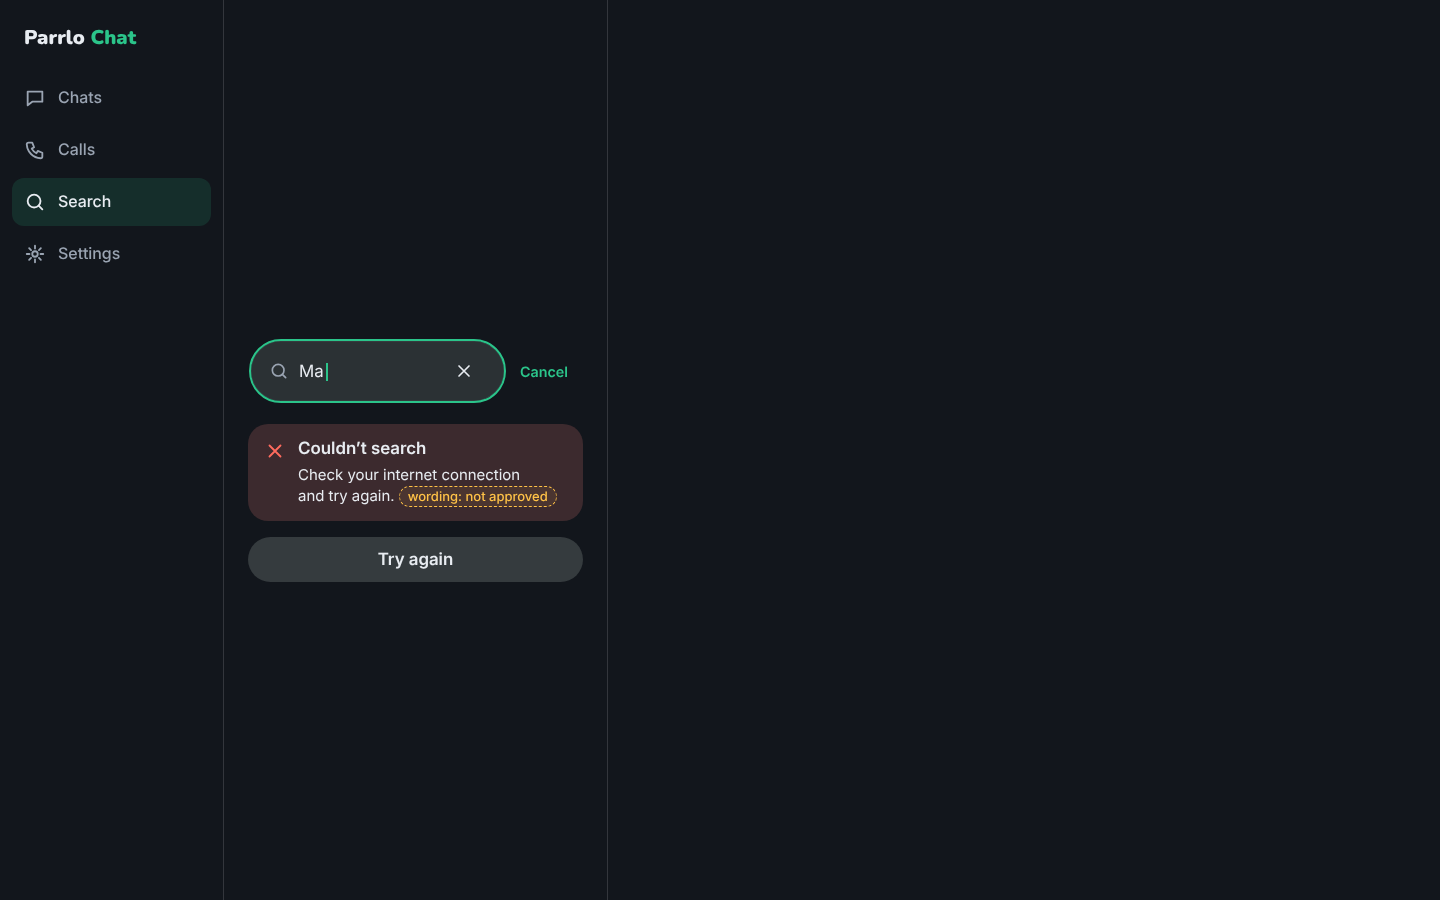 Parrlo Chat
Chats
Calls
Search
Settings
Ma
Cancel
Couldn’t search
Check your internet connection
and try again. wording: not approved
Try again